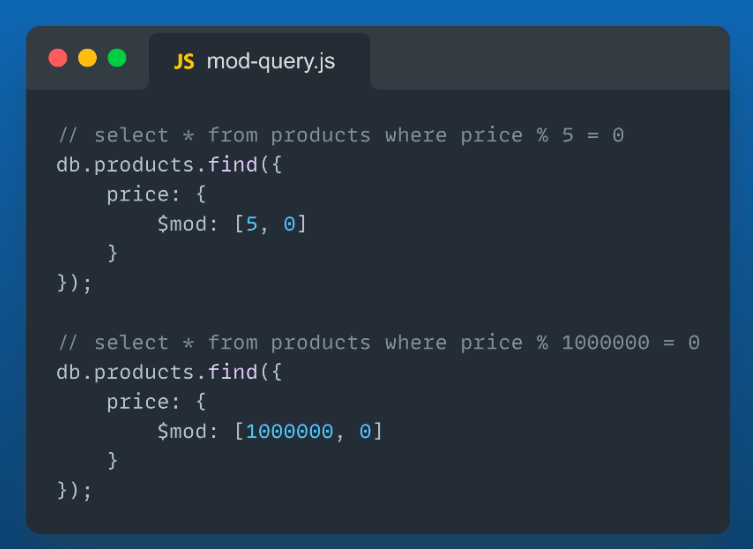 JS mod-query.js
// select * from products where price % 5 = 0
db.products.find({
    price: {
        $mod: [5, 0]
    }
});
// select * from products where price % 1000000 = 0
db.products.find({
    price: {
        $mod: [1000000, 0]
    }
});